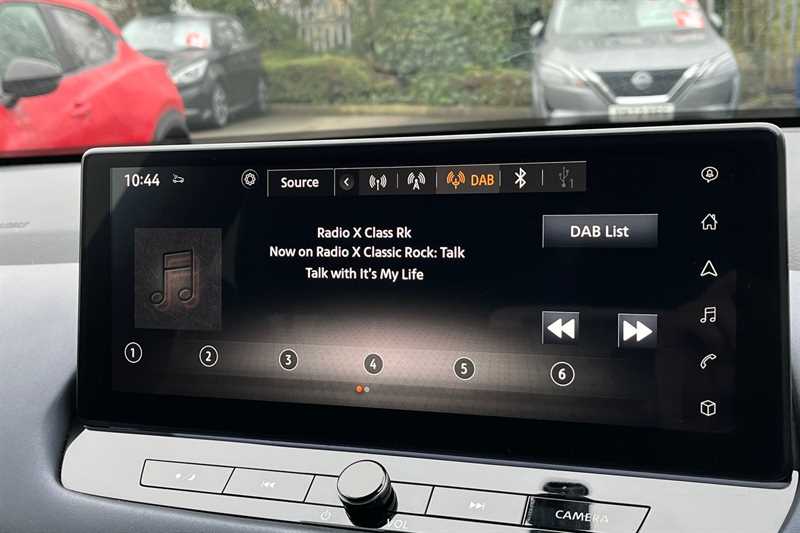 10:44
Source
DAB
1
Radio X Class Rk
Now on Radio X Classic Rock: Talk
Talk with It's My Life
DAB List
1 2 3 4 5 6
VOL
CAMERA